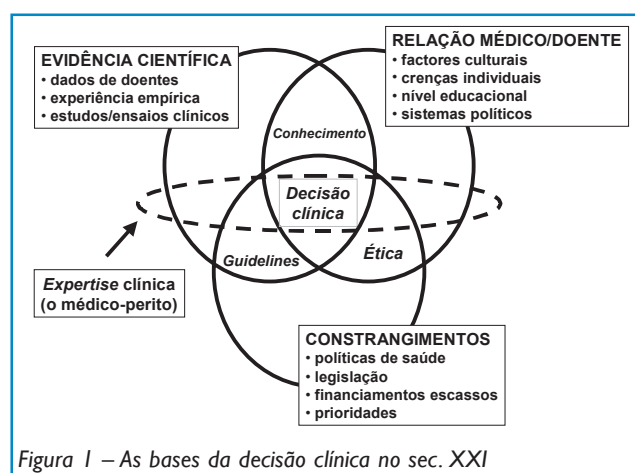 EVIDÊNCIA CIENTÍFICA
• dados de doentes
• experiência empírica
• estudos/ensaios clínicos
RELAÇÃO MÉDICO/DOENTE
• factores culturais
• crenças individuais
• nível educacional
• sistemas políticos
Conhecimento
Decisão
clínica
Guidelines
Ética
Expertise clínica
(o médico-perito)
CONSTRANGIMENTOS
• políticas de saúde
• legislação
• financiamentos escassos
• prioridades
Figura 1 – As bases da decisão clínica no sec. XXI